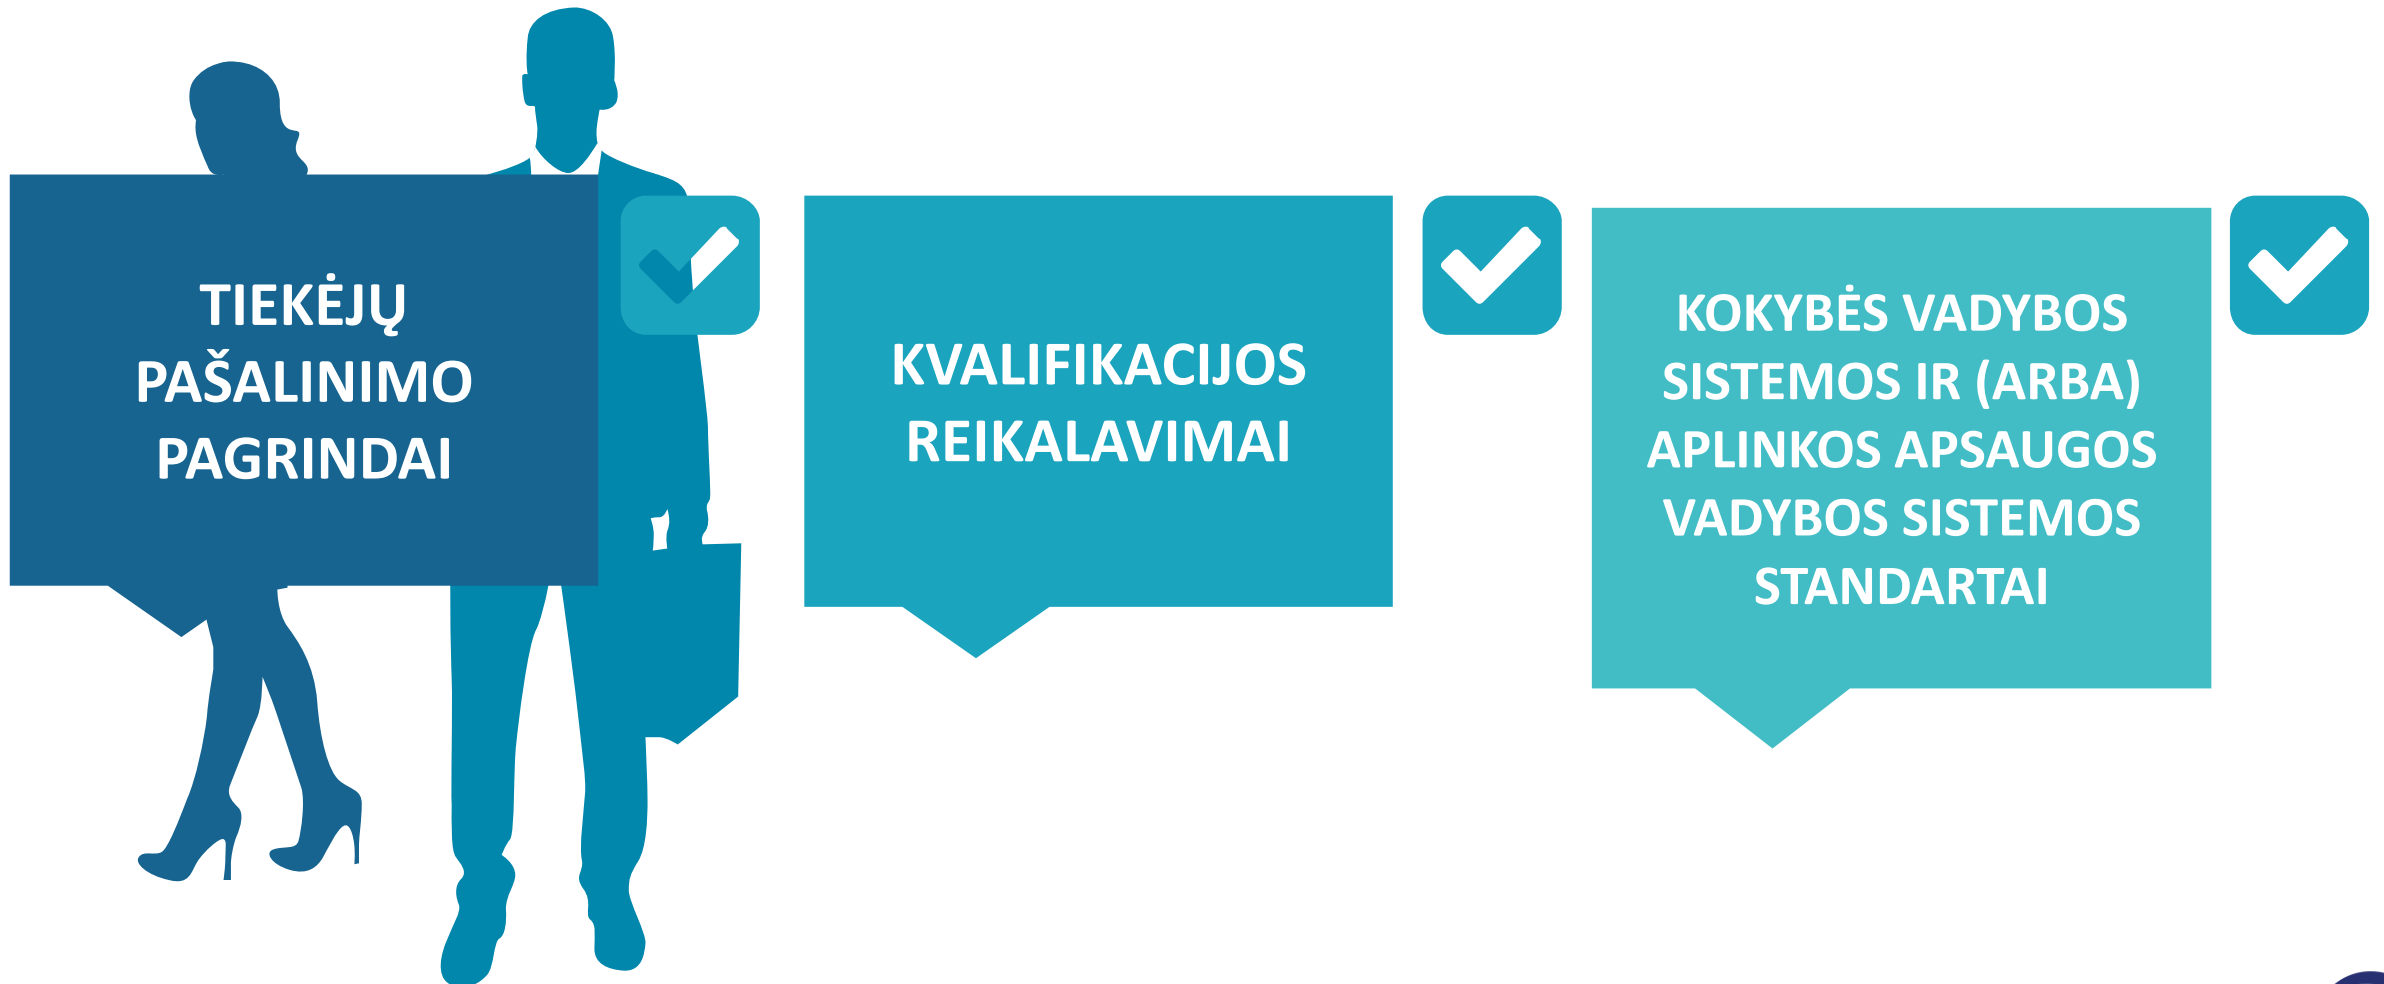 TIEKĖJŲ
PAŠALINIMO
PAGRINDAI
KVALIFIKACIJOS
REIKALAVIMAI
KOKYBĖS VADYBOS
SISTEMOS IR (ARBA)
APLINKOS APSAUGOS
VADYBOS SISTEMOS
STANDARTAI